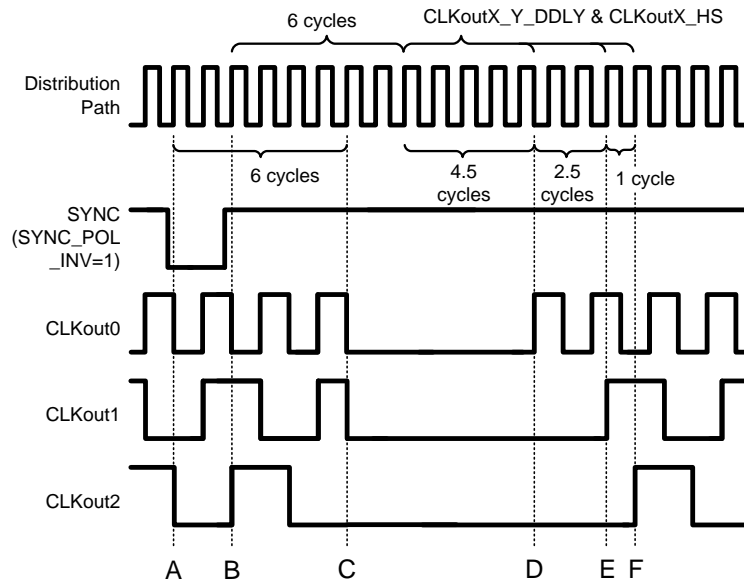 6 cycles
CLKoutX_Y_DDLY & CLKoutX_HS
Distribution
Path
6 cycles
4.5
cycles
2.5
cycles
1 cycle
SYNC
(SYNC_POL
_INV=1)
CLKout0
CLKout1
CLKout2
A B C D E F